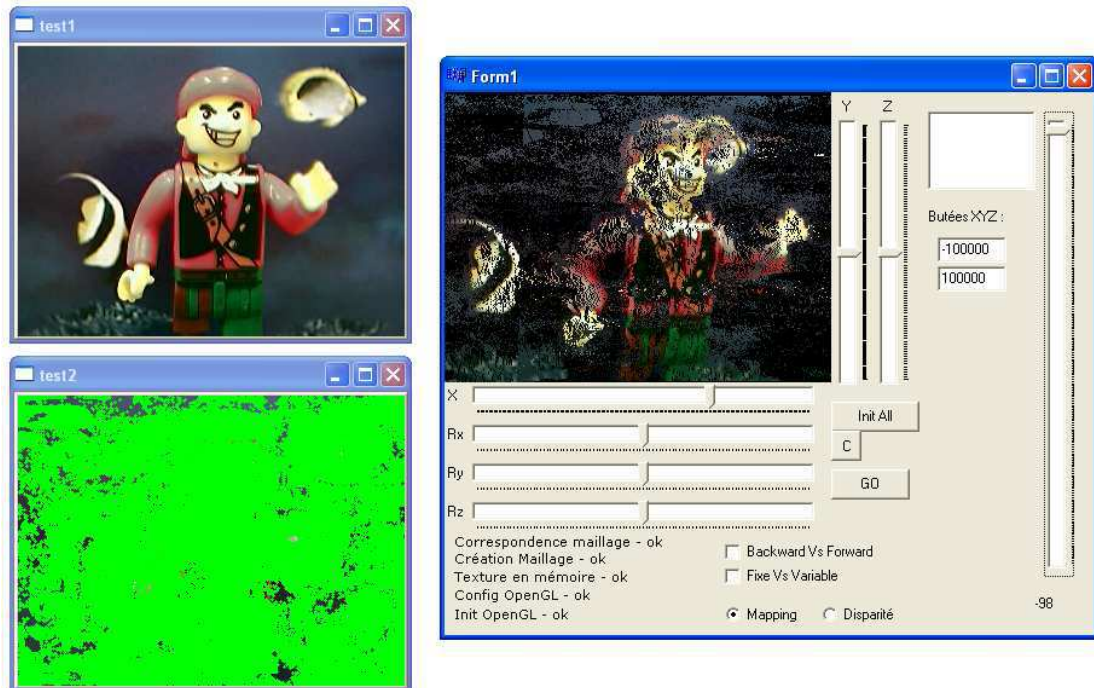 test1
test2
Form1
Y Z
Butées XYZ :
-100000
100000
X
Rx
Ry
Rz
Init All
C
GO
Correspondence maillage - ok
Création Maillage - ok
Texture en mémoire - ok
Config OpenGL - ok
Init OpenGL - ok
Backward Vs Forward
Fixe Vs Variable
Mapping Disparité
-98